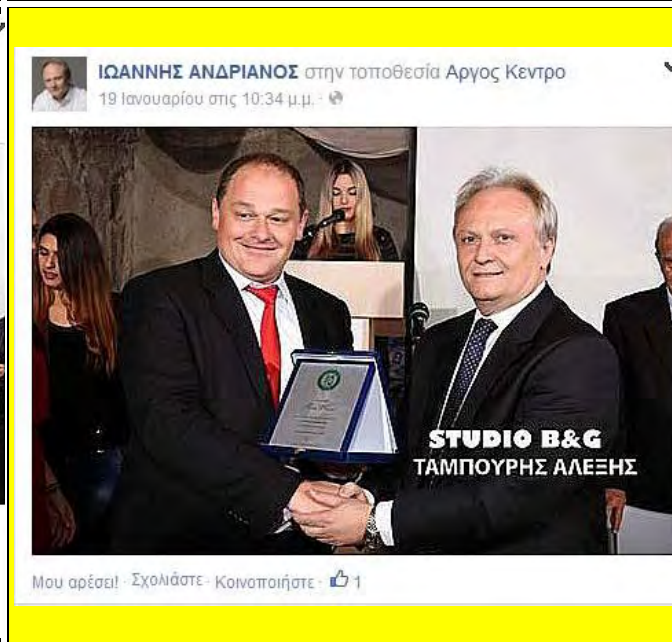 ΙΩΑΝΝΗΣ ΑΝΔΡΙΑΝΟΣ στην τοποθεσία Αργος Κεντρο
19 Ιανουαρίου στις 10:34 μ.μ. ·
STUDIO B&G
ΤΑΜΠΟΥΡΗΣ ΑΛΕΞΗΣ
Μου αρέσει! · Σχολιάστε · Κοινοποιήστε · 1